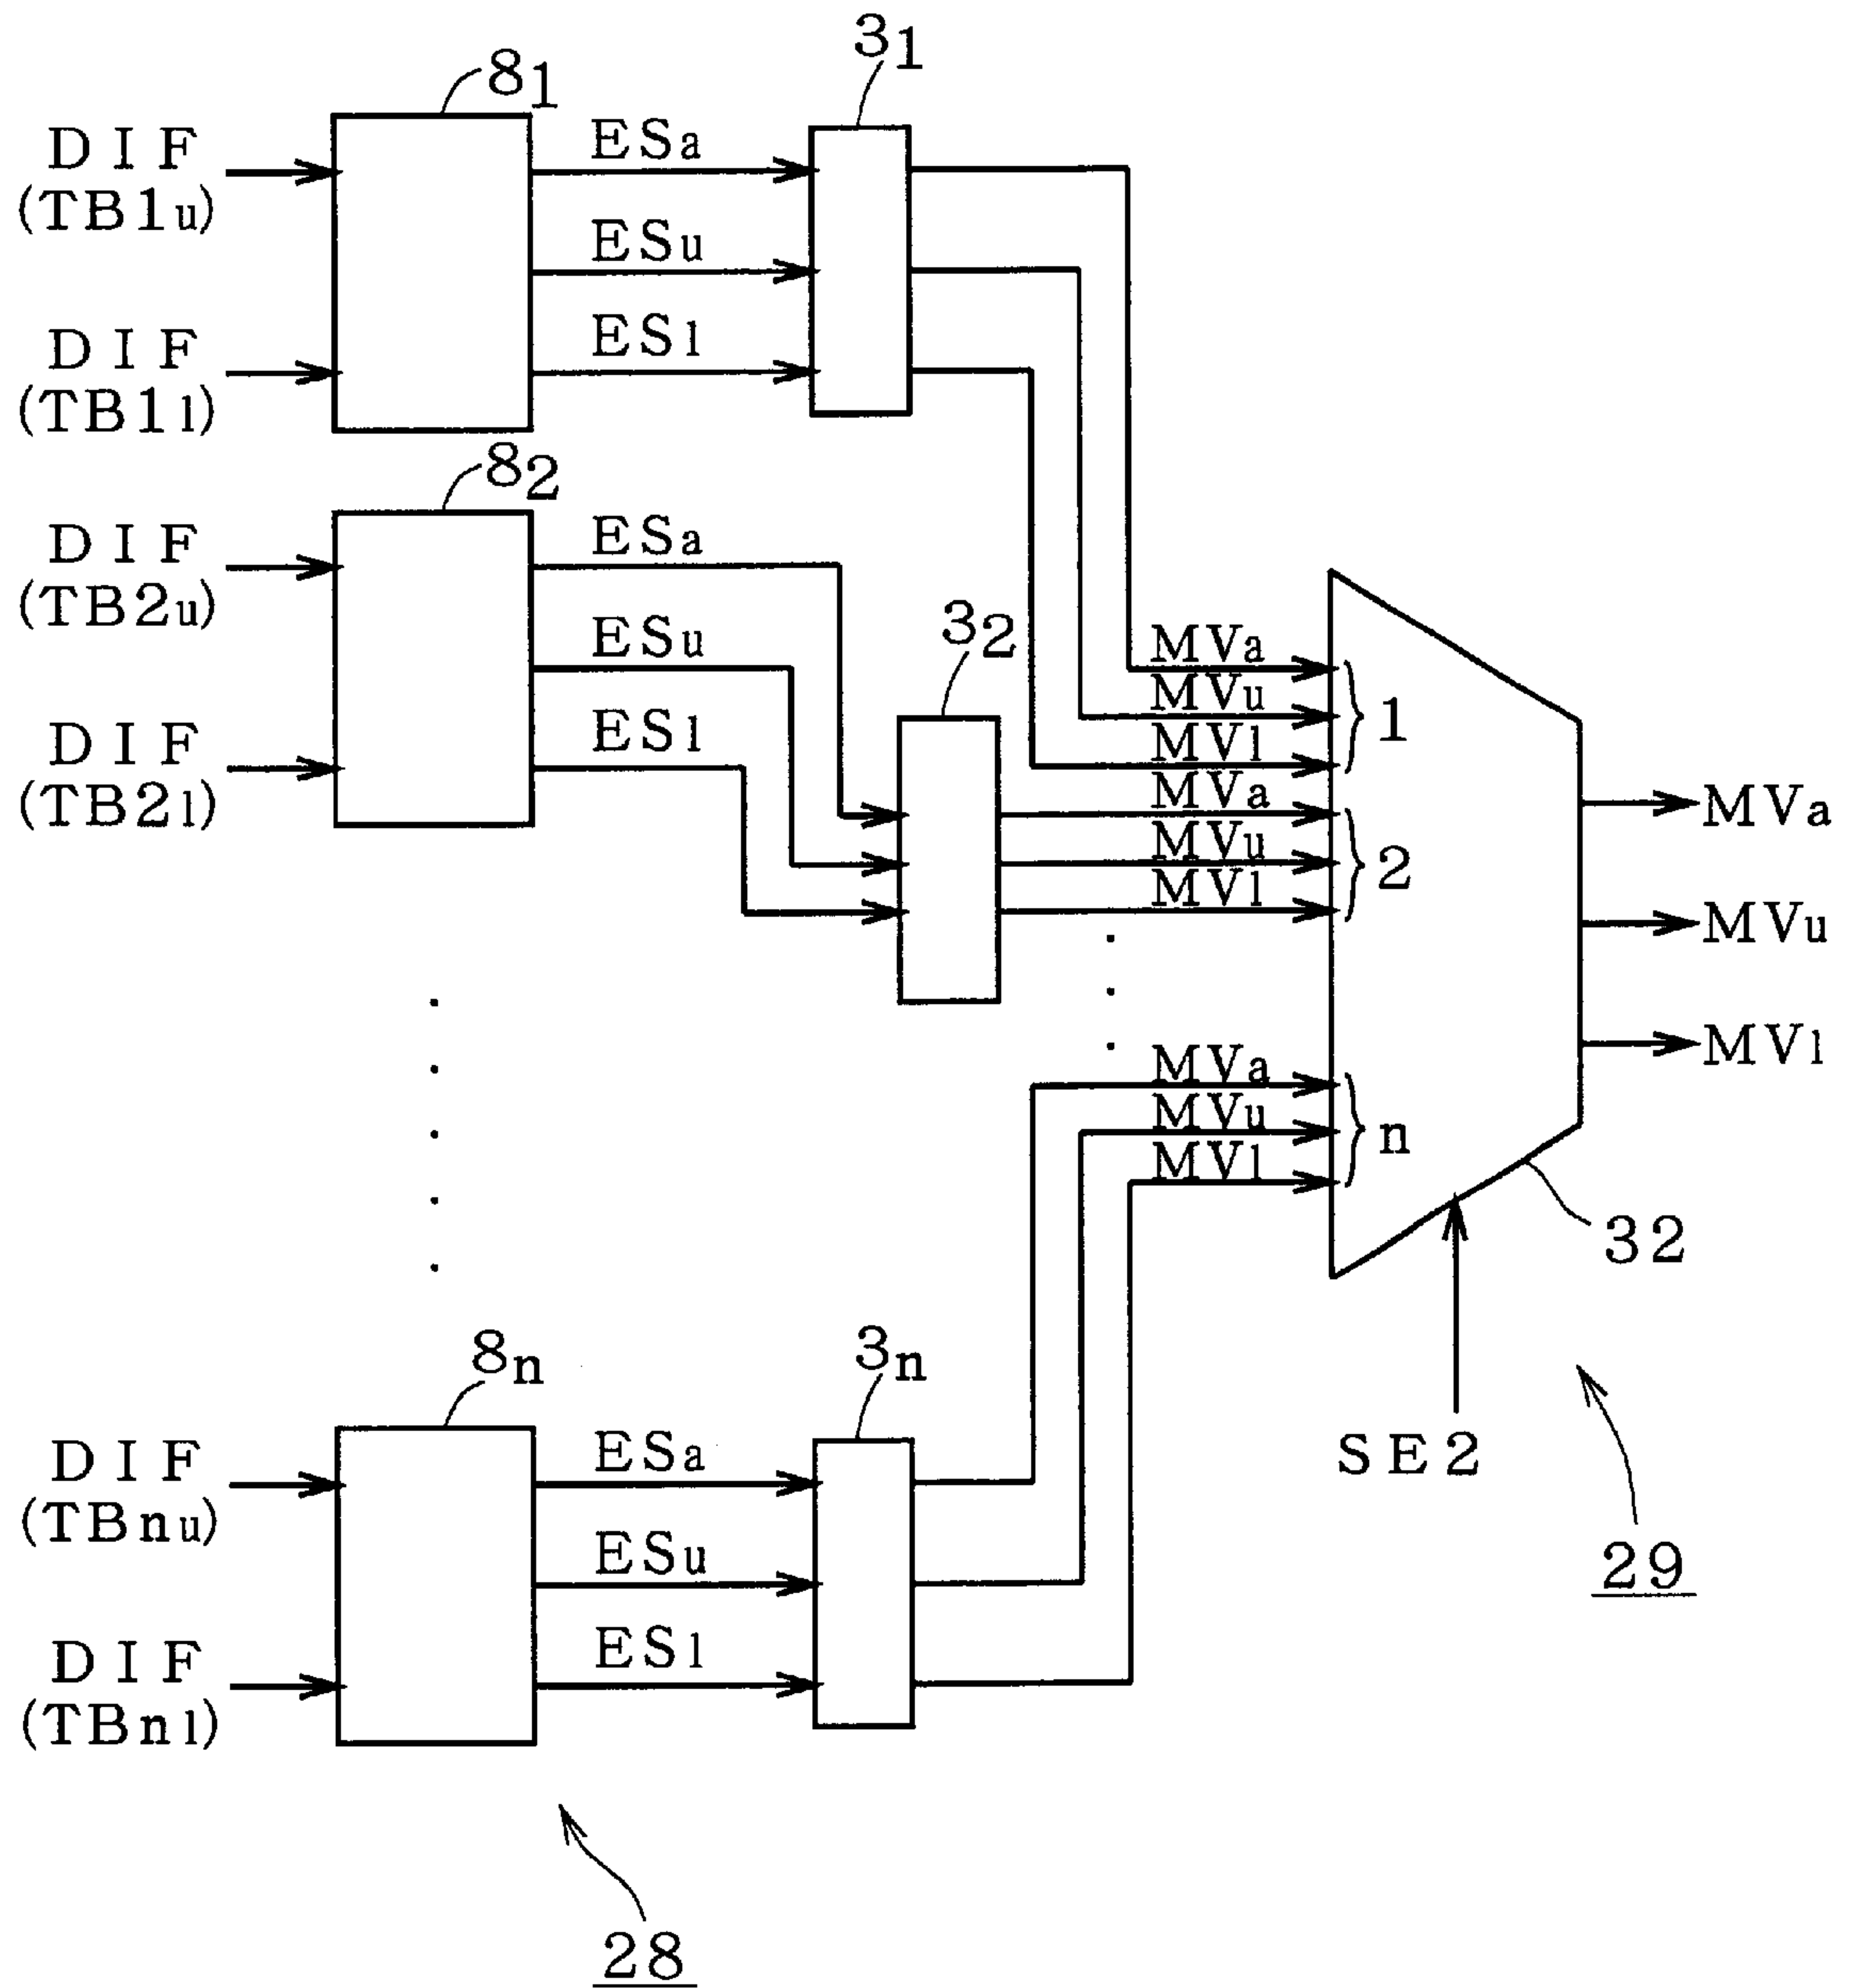 8₁
3₁
DIF
(TB1u)
ESa
ESu
DIF
(TB1l)
ESl
8₂
DIF
(TB2u)
ESa
ESu
3₂
DIF
(TB2l)
ESl
MVa
MVu
MVl
1
MVa
MVu
MVl
2
MVa
MVu
MVl
MVa
MVu
MVl
n
32
SE2
29
8n
3n
DIF
(TBnu)
ESa
ESu
DIF
(TBnl)
ESl
28